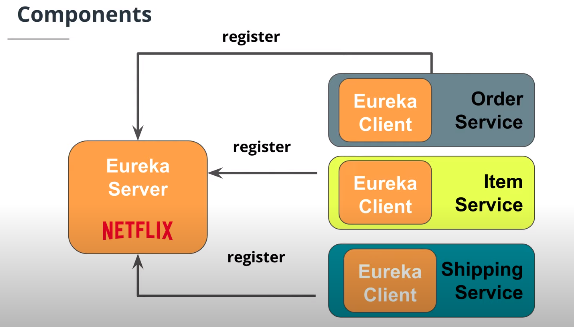 Components
register
Eureka
Client
Order
Service
register
Eureka
Server
NETFLIX
Eureka
Client
Item
Service
register
Eureka
Client
Shipping
Service